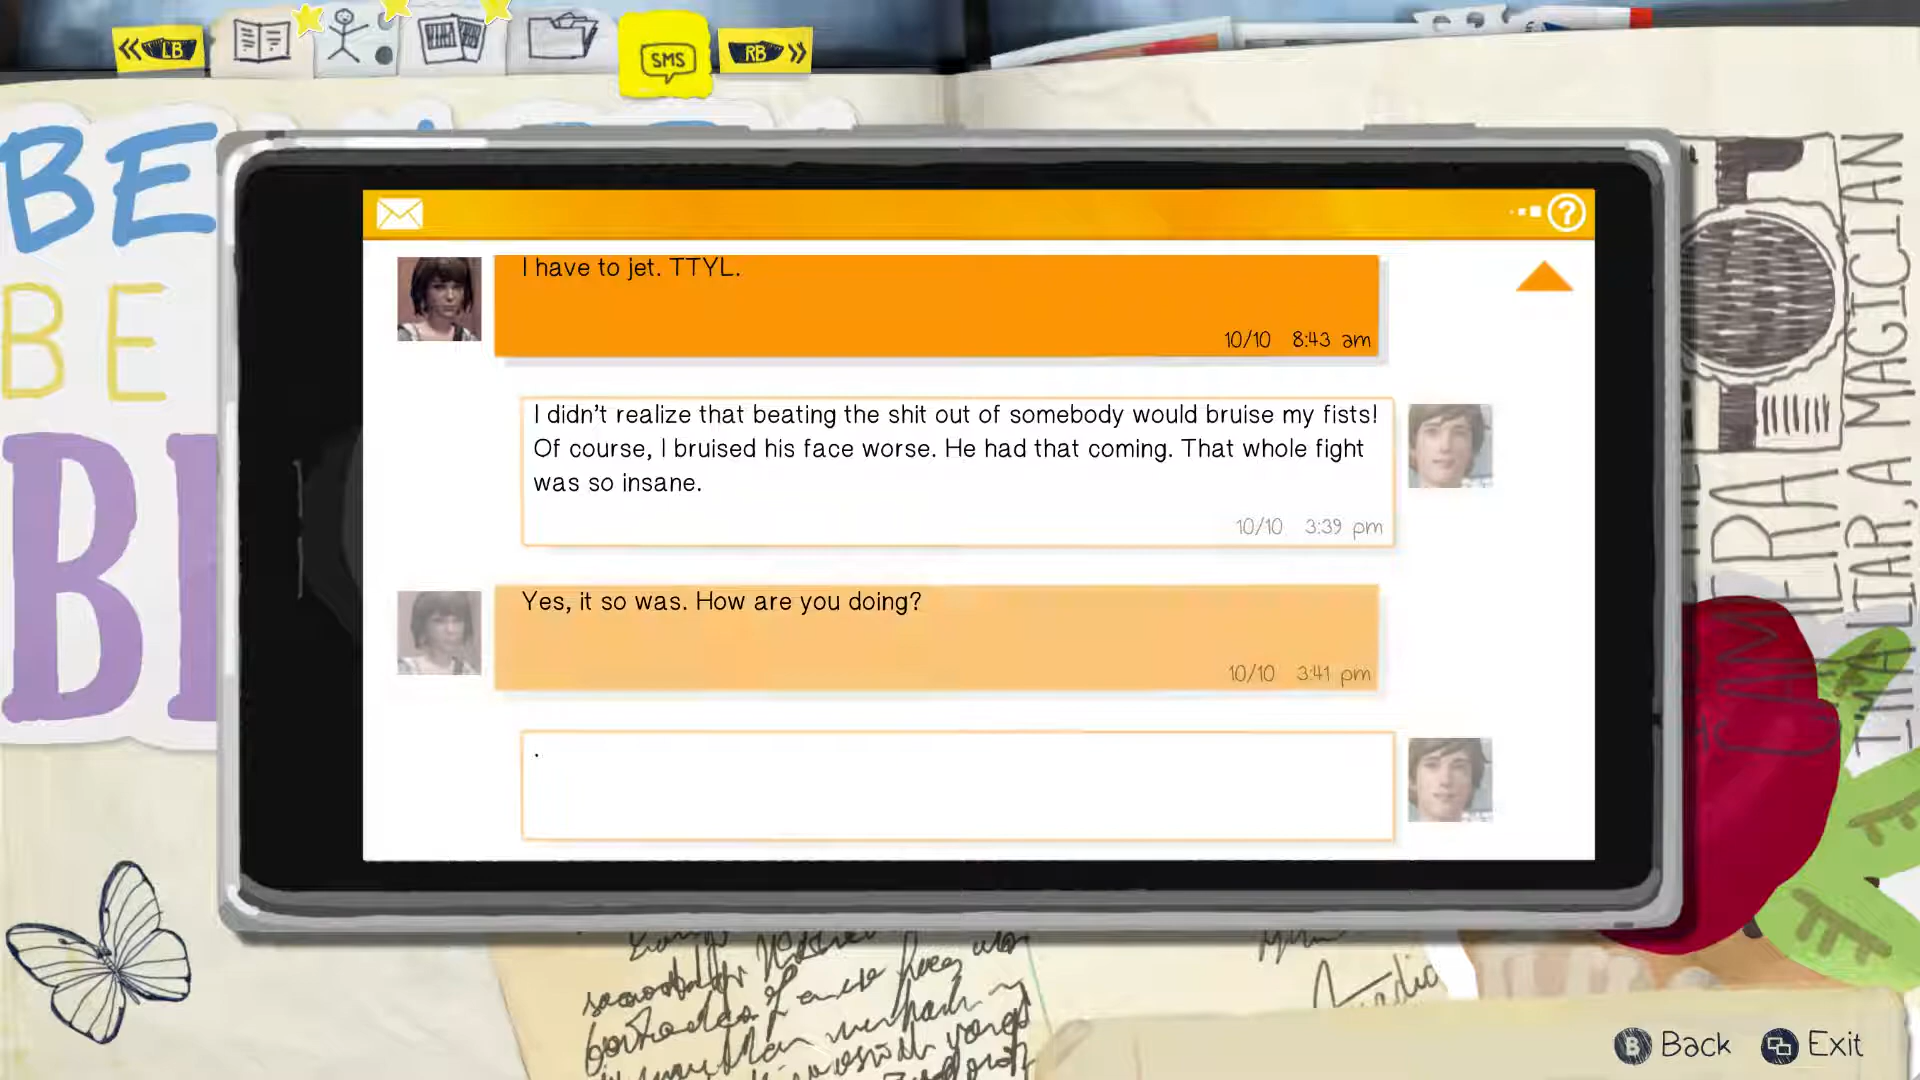 LB
SMS
RB
BE
BE
I have to jet. TTYL.
10/10 8:43 am
I didn't realize that beating the shit out of somebody would bruise my fists!
Of course, I bruised his face worse. He had that coming. That whole fight
was so insane.
10/10 3:39 pm
Yes, it so was. How are you doing?
10/10 3:41 pm
.
?
CAMERA
I'M A LIAR, A MAGICIAN
B Back
Exit